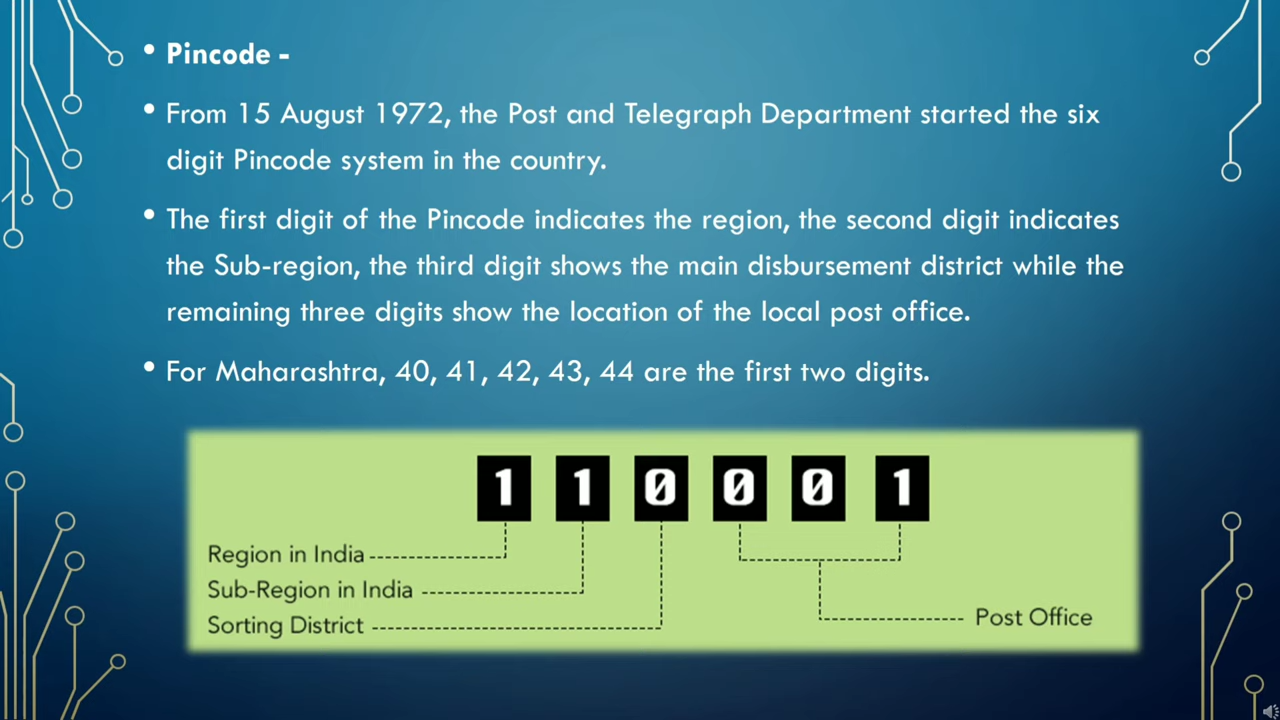 • Pincode -
• From 15 August 1972, the Post and Telegraph Department started the six
digit Pincode system in the country.
• The first digit of the Pincode indicates the region, the second digit indicates
the Sub-region, the third digit shows the main disbursement district while the
remaining three digits show the location of the local post office.
• For Maharashtra, 40, 41, 42, 43, 44 are the first two digits.
1 1 0 0 0 1
Region in India
Sub-Region in India
Sorting District
Post Office